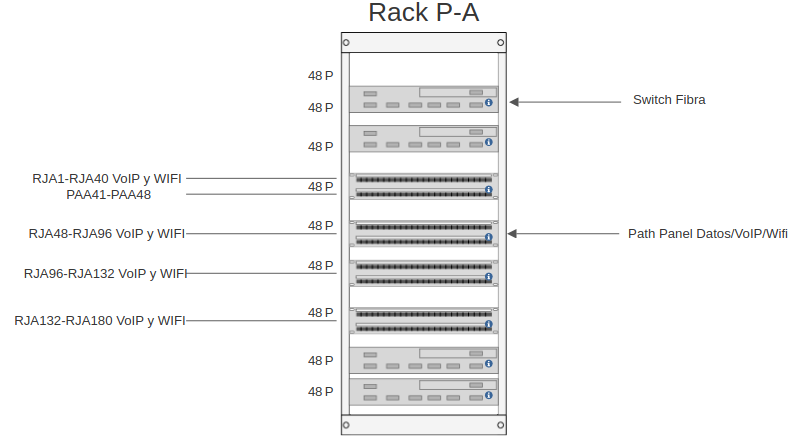 Rack P-A
48 P
48 P
Switch Fibra
48 P
RJA1-RJA40 VoIP y WIFI
PAA41-PAA48
48 P
48 P
RJA48-RJA96 VoIP y WIFI
Path Panel Datos/VoIP/Wifi
48 P
RJA96-RJA132 VoIP y WIFI
48 P
RJA132-RJA180 VoIP y WIFI
48 P
48 P